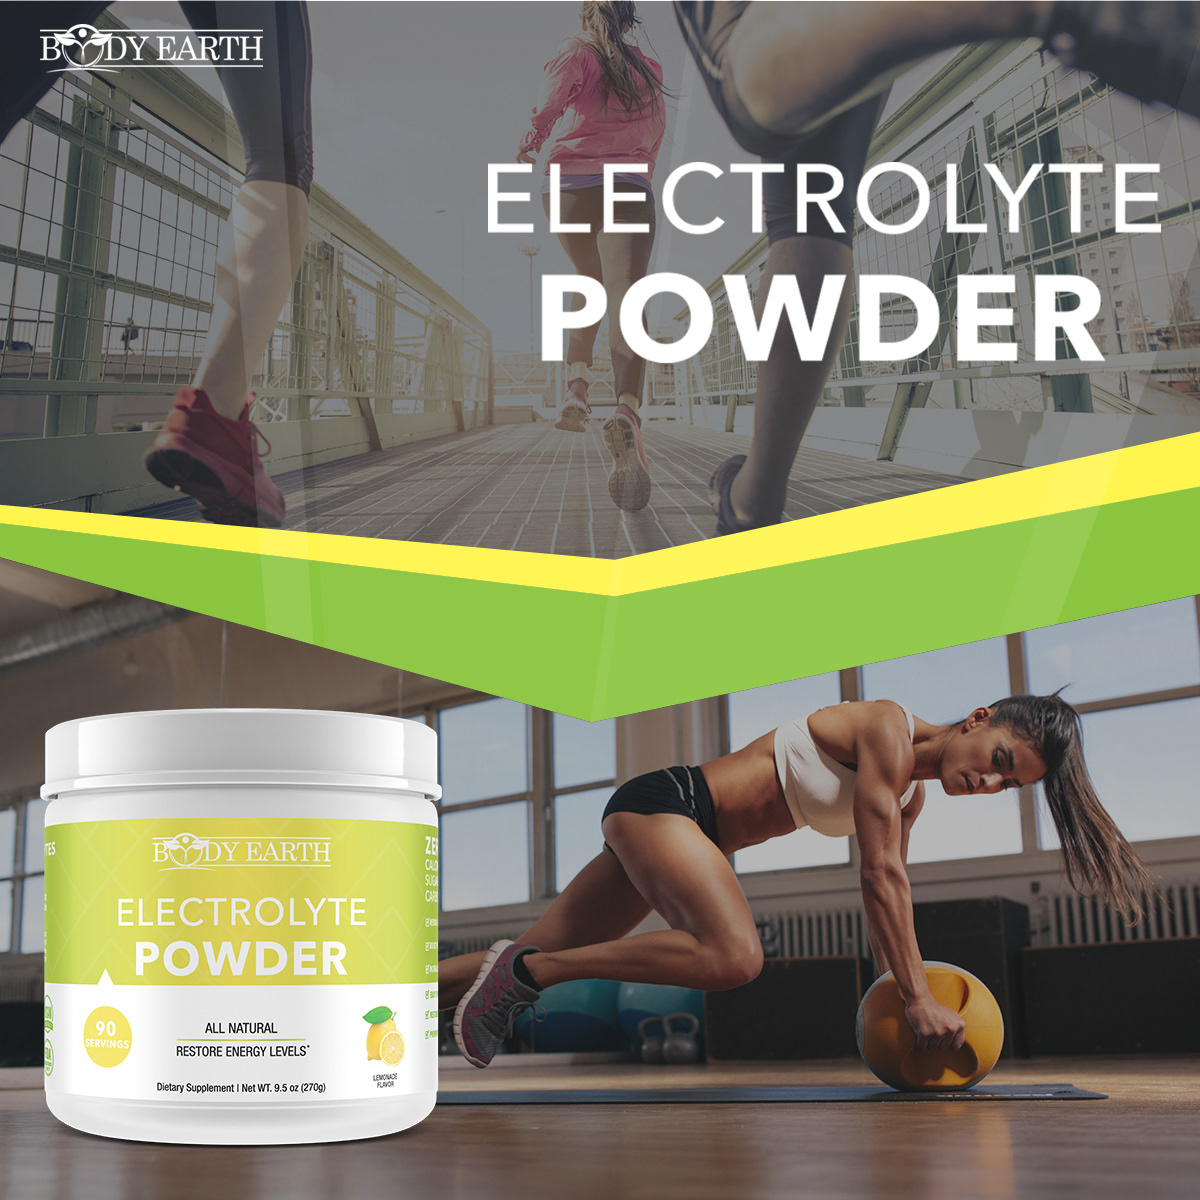 BODY EARTH
ELECTROLYTE
POWDER
BODY EARTH
ELECTROLYTE
POWDER
90
SERVINGS
ALL NATURAL
RESTORE ENERGY LEVELS*
Dietary Supplement | Net WT. 9.5 oz (270g)
LEMONADE
FLAVOR